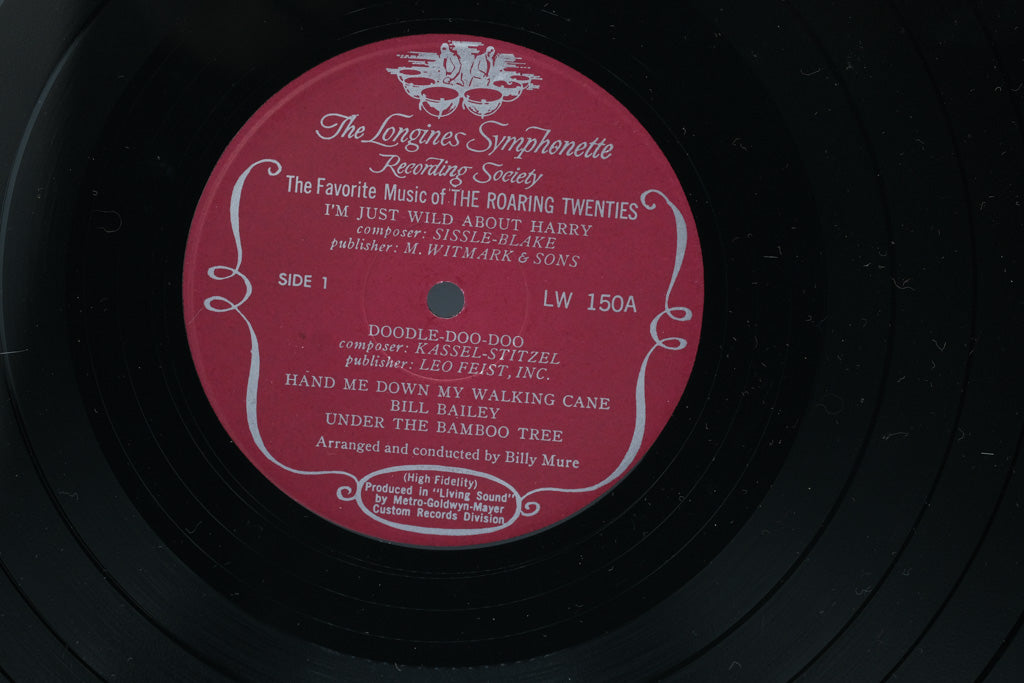 The Longines Symphonette
Recording Society
The Favorite Music of THE ROARING TWENTIES
I'M JUST WILD ABOUT HARRY
composer: SISSLE-BLAKE
publisher: M. WITMARK & SONS
SIDE 1
LW 150A
DOODLE-DOO-DOO
composer: KASSEL-STITZEL
publisher: LEO FEIST, INC.
HAND ME DOWN MY WALKING CANE
BILL BAILEY
UNDER THE BAMBOO TREE
Arranged and conducted by Billy Mure
(High Fidelity)
Produced in "Living Sound"
by Metro-Goldwyn-Mayer
Custom Records Division